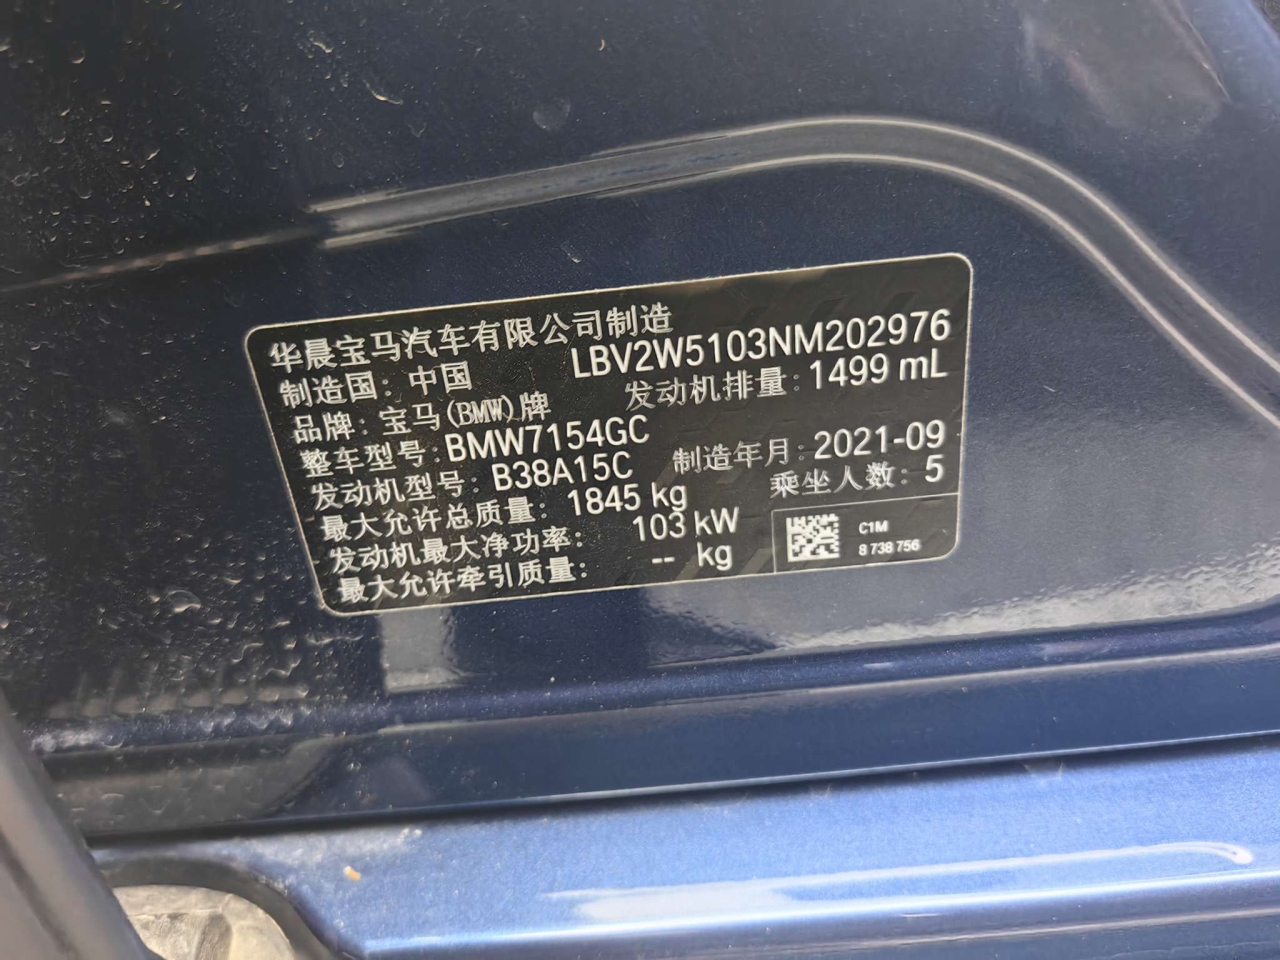 华晨宝马汽车有限公司制造
LBV2W5103NM202976
制造国: 中国
发动机排量: 1499 mL
品牌: 宝马(BMW)牌
整车型号: BMW7154GC
制造年月: 2021-09
发动机型号: B38A15C
乘坐人数: 5
最大允许总质量: 1845 kg
发动机最大净功率: 103 kW
最大允许牵引质量: -- kg
C1M
8 738 756